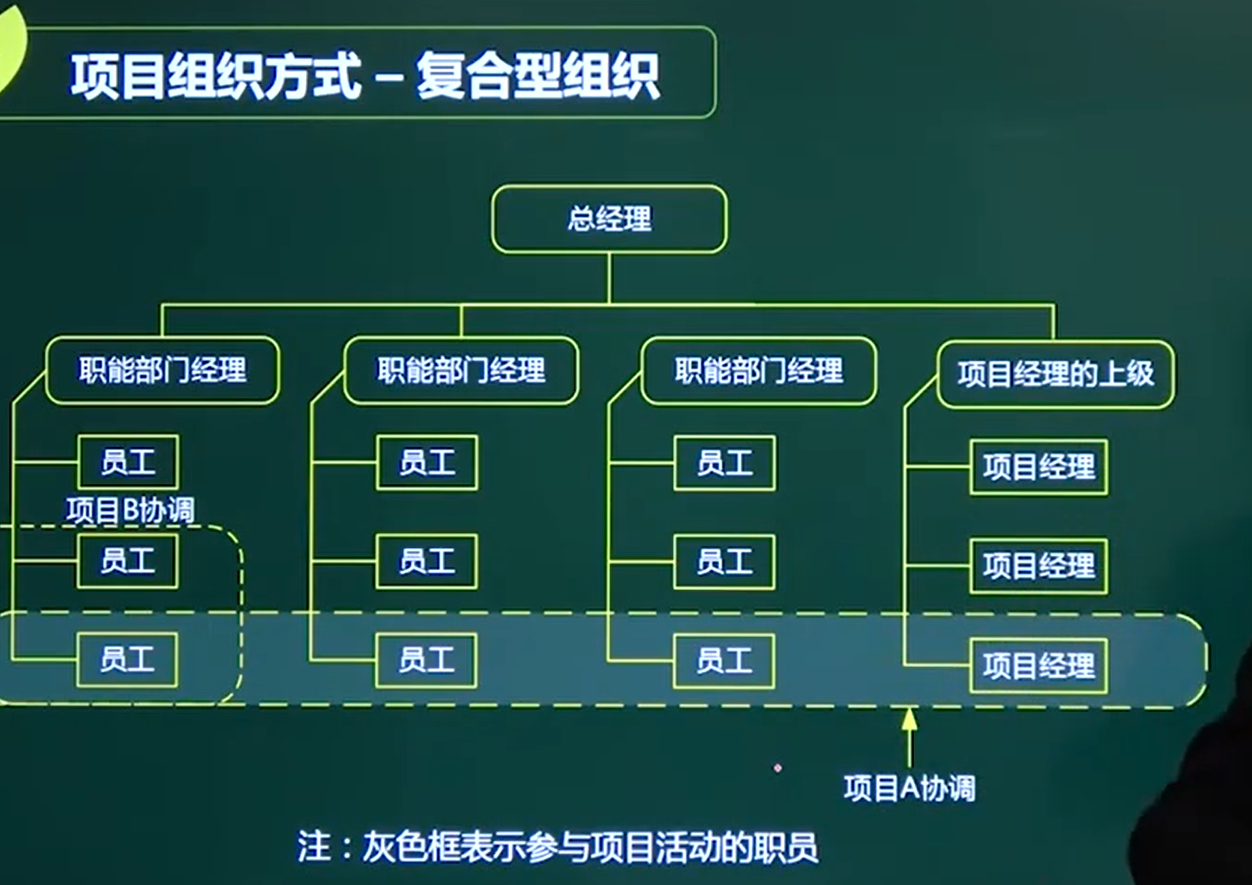 项目组织方式 – 复合型组织
总经理
职能部门经理 职能部门经理 职能部门经理 项目经理的上级
员工 员工 员工 项目经理
项目B协调
员工 员工 员工 项目经理
员工 员工 员工 项目经理
项目A协调
注：灰色框表示参与项目活动的职员